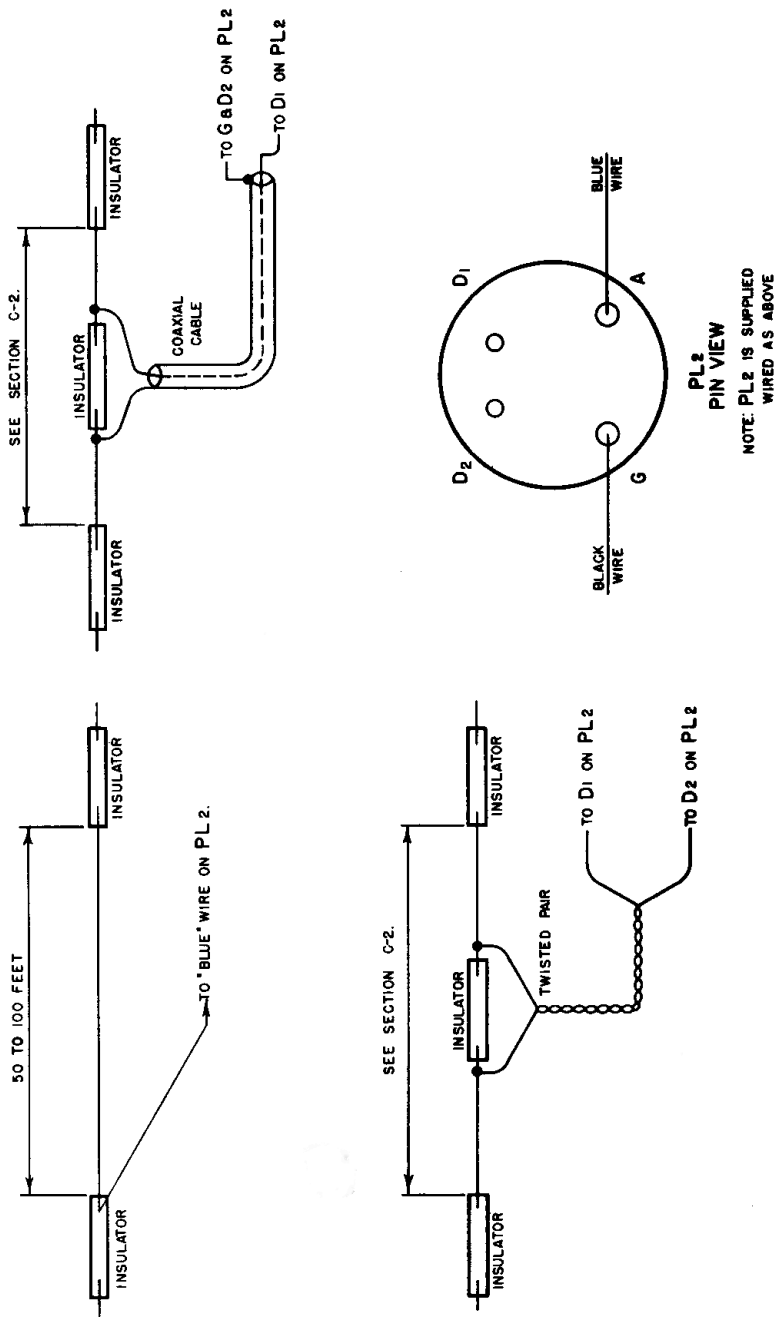 50 TO 100 FEET
INSULATOR
INSULATOR
TO "BLUE" WIRE ON PL 2.
SEE SECTION C-2.
INSULATOR
INSULATOR
INSULATOR
COAXIAL
CABLE
TO G & D2 ON PL2
TO D1 ON PL2
SEE SECTION C-2.
INSULATOR
INSULATOR
INSULATOR
TWISTED PAIR
TO D1 ON PL2
TO D2 ON PL2
D2
D1
BLACK
WIRE
BLUE
WIRE
G
A
PL2
PIN VIEW
NOTE: PL2 IS SUPPLIED
WIRED AS ABOVE